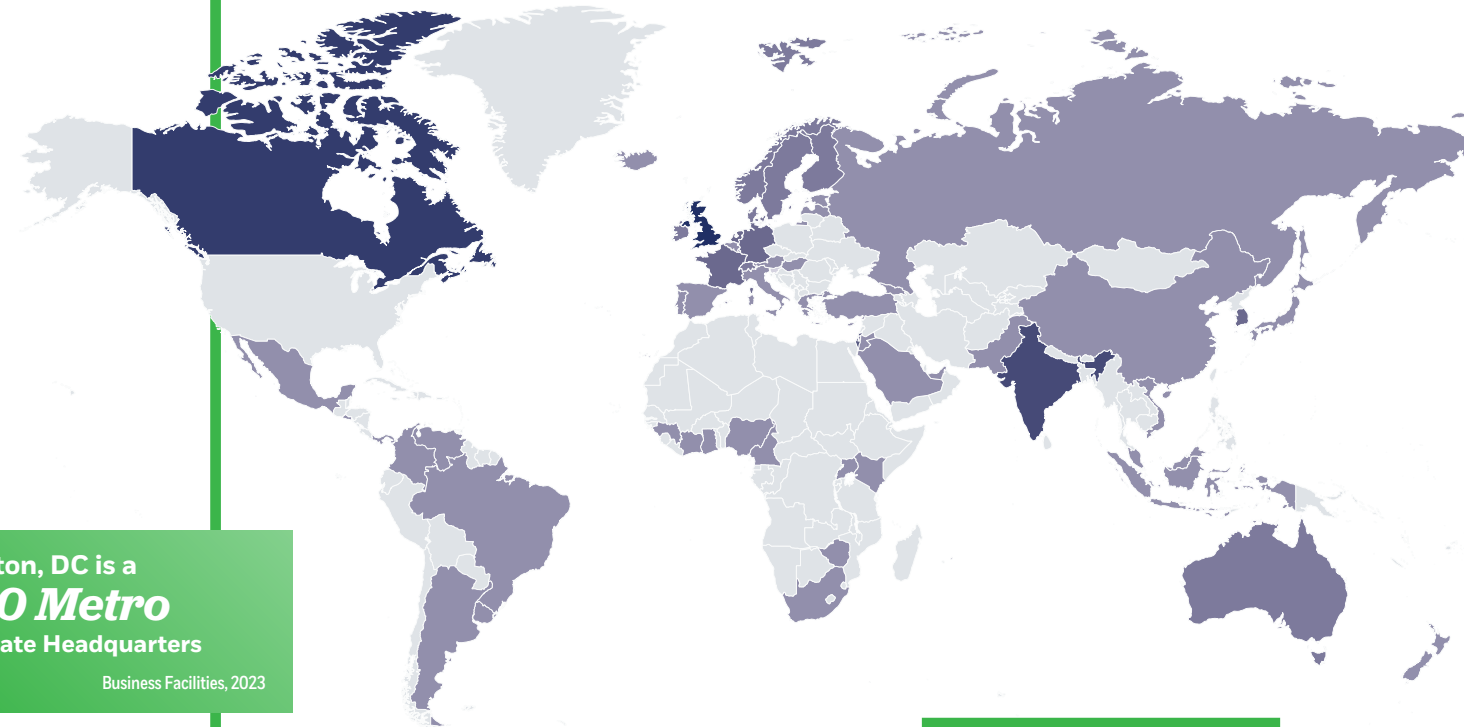 ton, DC is a
0 Metro
ate Headquarters
Business Facilities, 2023